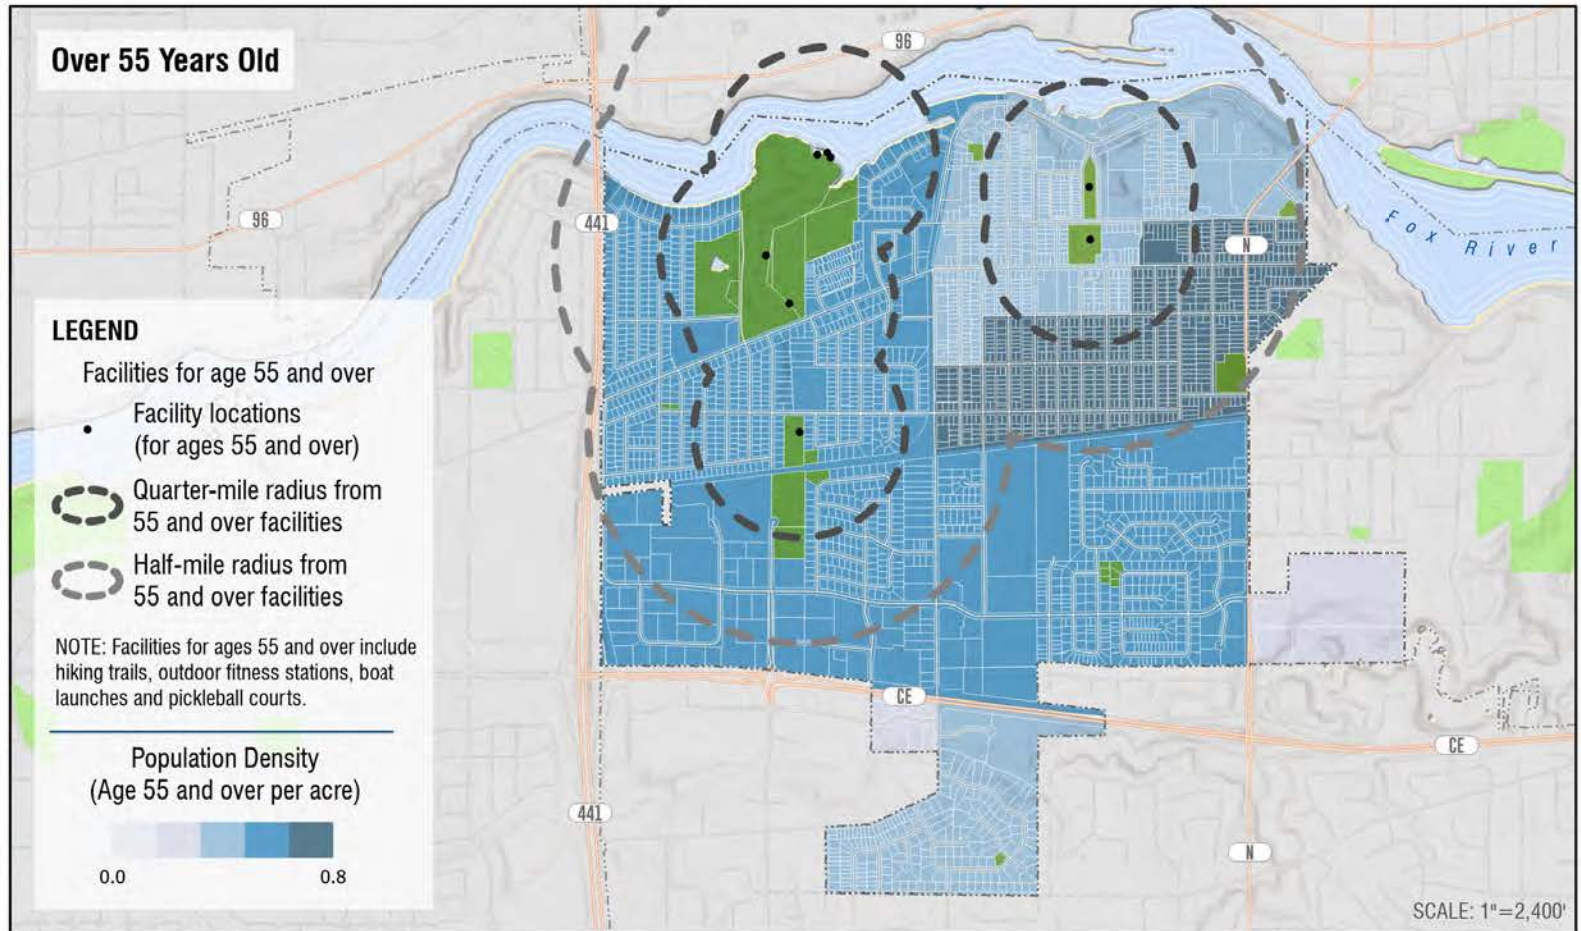 Over 55 Years Old
96
96
441
N
Fox River
LEGEND
Facilities for age 55 and over
Facility locations
(for ages 55 and over)
Quarter-mile radius from
55 and over facilities
Half-mile radius from
55 and over facilities
NOTE: Facilities for ages 55 and over include
hiking trails, outdoor fitness stations, boat
launches and pickleball courts.
Population Density
(Age 55 and over per acre)
0.0
0.8
CE
CE
441
N
SCALE: 1"=2,400'